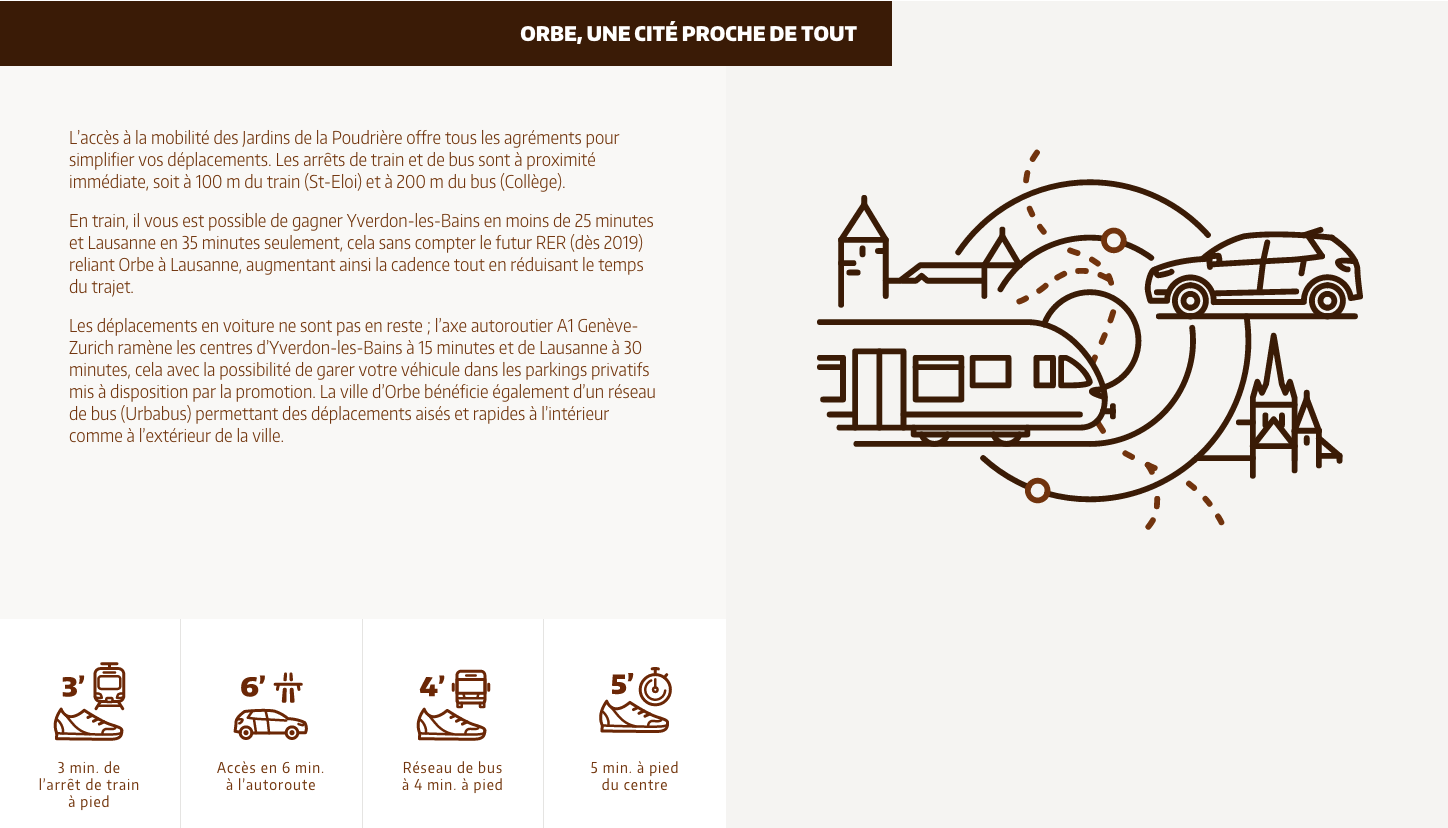 ORBE, UNE CITÉ PROCHE DE TOUT
L’accès à la mobilité des Jardins de la Poudrière offre tous les agréments pour
simplifier vos déplacements. Les arrêts de train et de bus sont à proximité
immédiate, soit à 100 m du train (St-Eloi) et à 200 m du bus (Collège).
En train, il vous est possible de gagner Yverdon-les-Bains en moins de 25 minutes
et Lausanne en 35 minutes seulement, cela sans compter le futur RER (dès 2019)
reliant Orbe à Lausanne, augmentant ainsi la cadence tout en réduisant le temps
du trajet.
Les déplacements en voiture ne sont pas en reste ; l’axe autoroutier A1 Genève-
Zurich ramène les centres d’Yverdon-les-Bains à 15 minutes et de Lausanne à 30
minutes, cela avec la possibilité de garer votre véhicule dans les parkings privatifs
mis à disposition par la promotion. La ville d’Orbe bénéficie également d’un réseau
de bus (Urbabus) permettant des déplacements aisés et rapides à l’intérieur
comme à l’extérieur de la ville.
3’
3 min. de
l’arrêt de train
à pied
6’
Accès en 6 min.
à l’autoroute
4’
Réseau de bus
à 4 min. à pied
5’
5 min. à pied
du centre